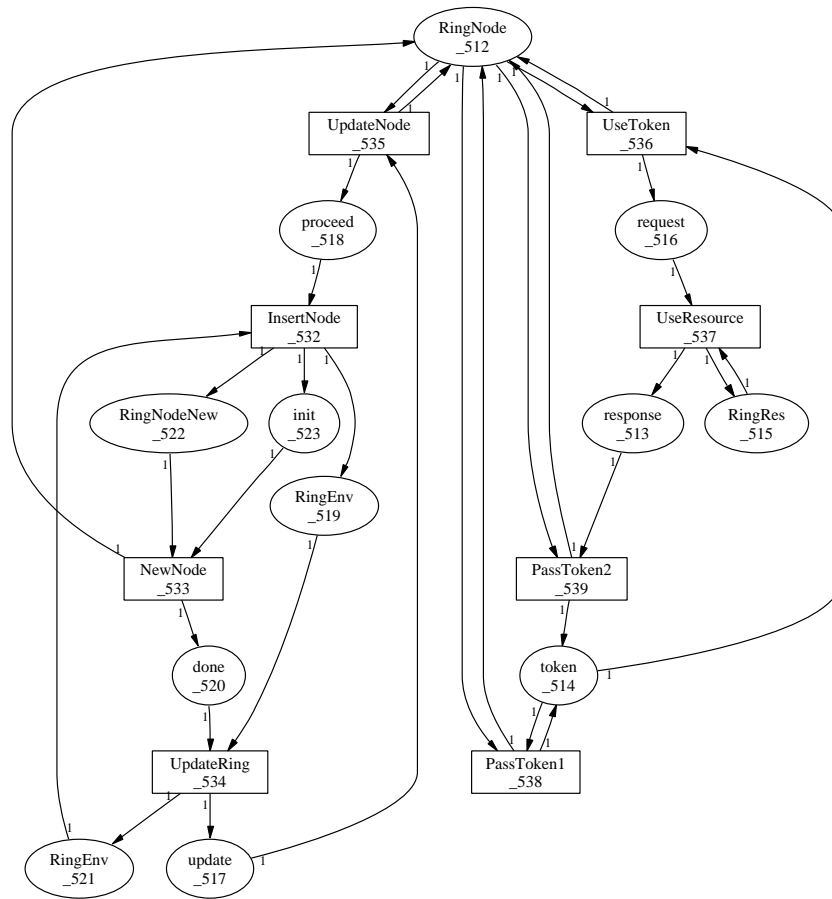 RingNode
_512
1
1
1
1
1
1
1
1
UpdateNode
_535
UseToken
_536
1
1
proceed
_518
request
_516
1
1
InsertNode
_532
UseResource
_537
1
1
1
1
1
1
RingNodeNew
_522
init
_523
response
_513
RingRes
_515
1
1
1
RingEnv
_519
1
1
1
NewNode
_533
PassToken2
_539
1
1
done
_520
token
_514
1
1
1
1
1
UpdateRing
_534
PassToken1
_538
1
1
1
RingEnv
_521
update
_517
1